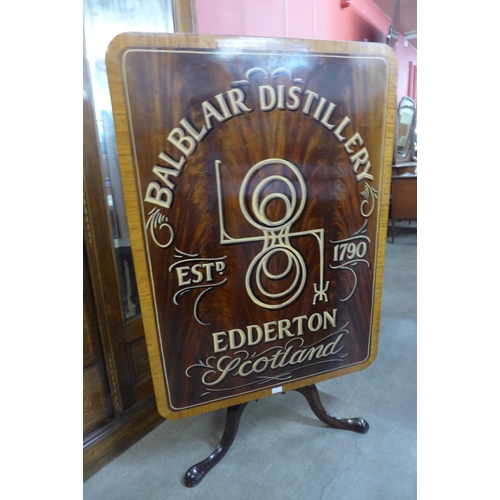 BALBLAIR DISTILLERY
ESTD 1790
EDDERTON
Scotland